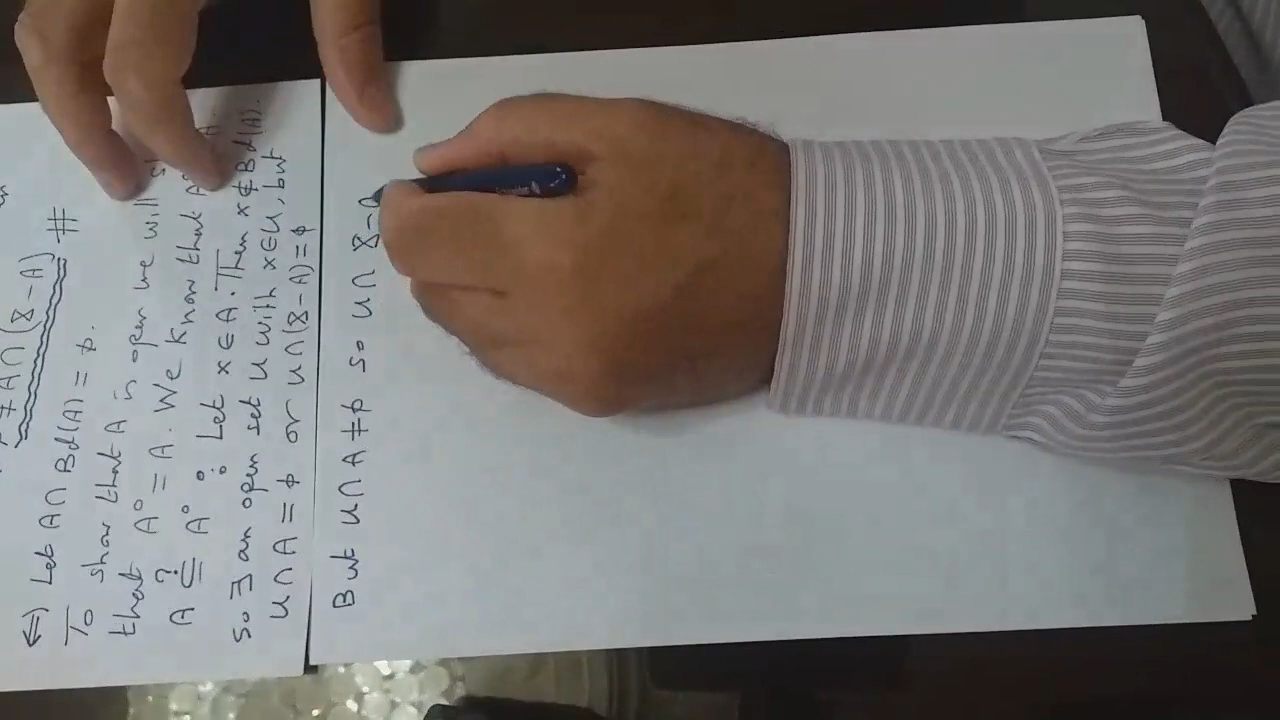 ≠ A ∩ (X − A) #
⇐) Let A ∩ Bd(A) = ϕ.
To show that A is open we will
that A° = A. We know that A°
A ⊆? A° : Let x ∈ A. Then x ∉ Bd(A).
so ∃ an open set U with x ∈ U, but
U ∩ A = ϕ or U ∩ (X − A) = ϕ
But U ∩ A ≠ ϕ so U ∩ X −